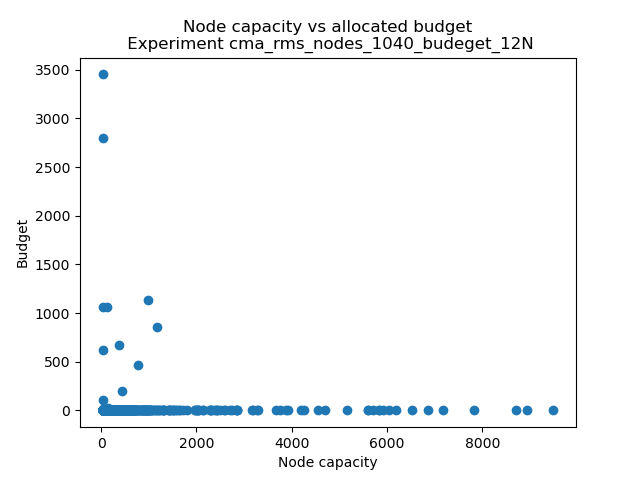 Node capacity vs allocated budget
Experiment cma_rms_nodes_1040_budeget_12N
3500
3000
2500
2000
1500
1000
500
0
Budget
0 2000 4000 6000 8000
Node capacity